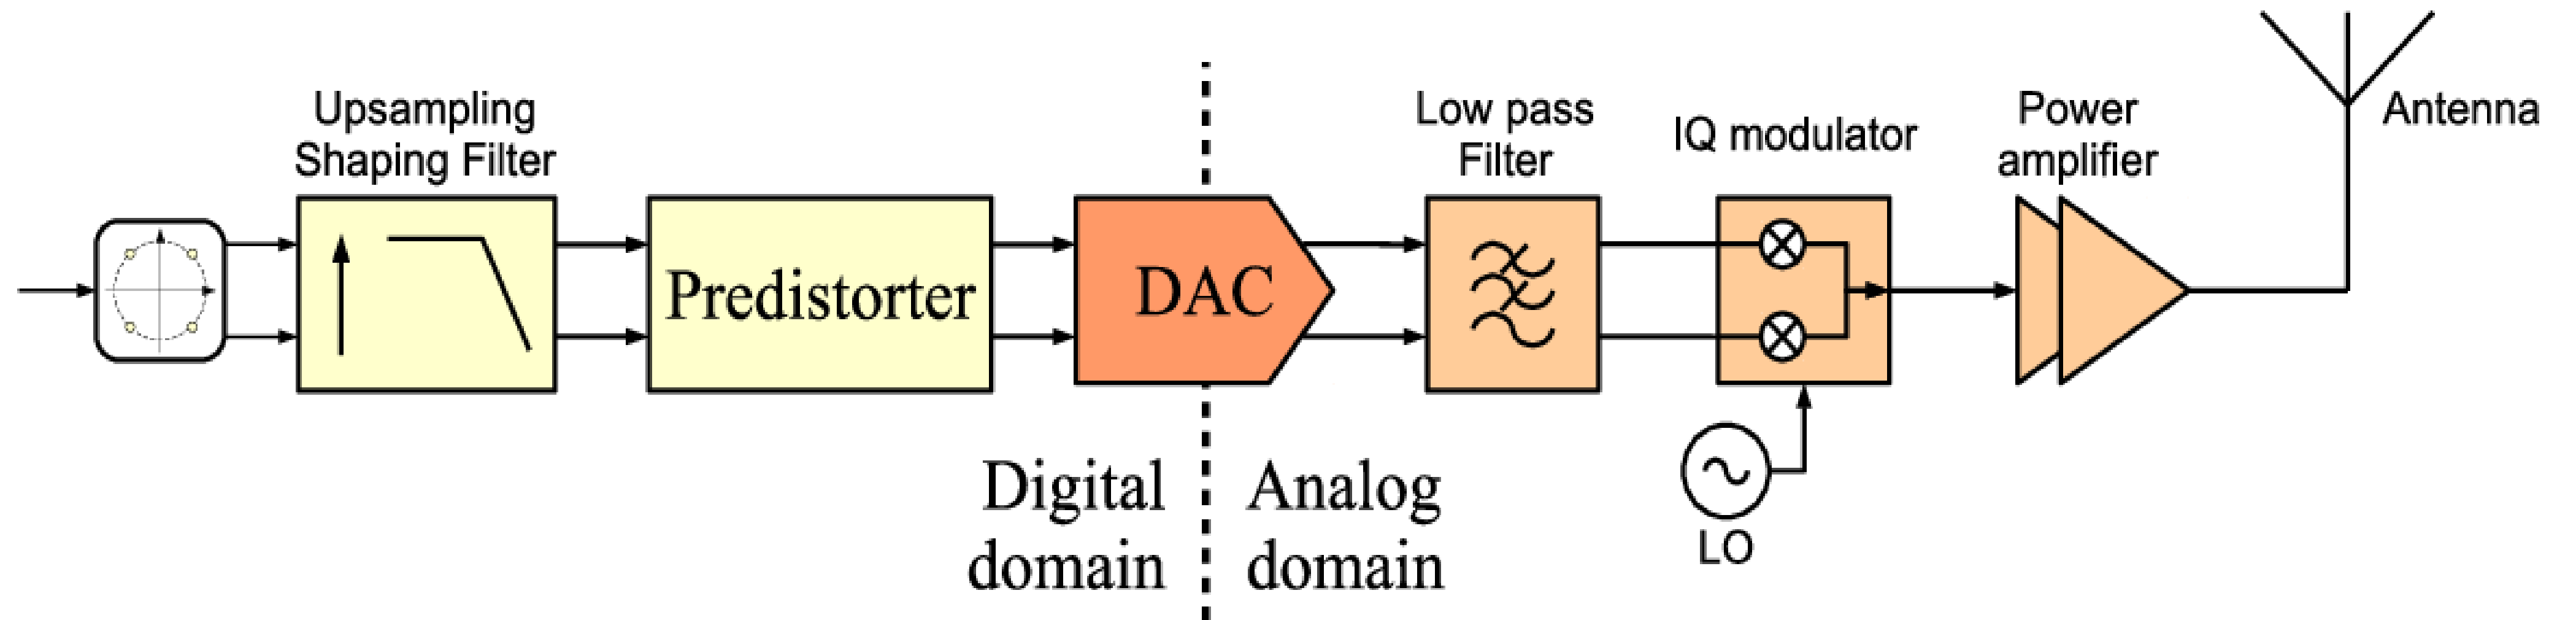 Upsampling
Shaping Filter
Predistorter
DAC
Digital
domain
Analog
domain
Low pass
Filter
IQ modulator
LO
Power
amplifier
Antenna